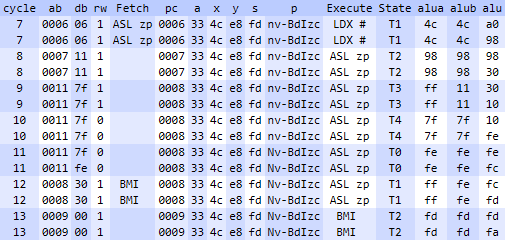 cycle ab db rw Fetch pc a x y s p Execute State alua alub alu
7 0006 06 1 ASL zp 0006 33 4c e8 fd nv-BdIzc LDX # T1 4c 4c a0
7 0006 06 1 ASL zp 0006 33 4c e8 fd nv-BdIzc LDX # T1 4c 4c 98
8 0007 11 1 0007 33 4c e8 fd nv-BdIzc ASL zp T2 98 98 98
8 0007 11 1 0007 33 4c e8 fd nv-BdIzc ASL zp T2 98 98 30
9 0011 7f 1 0008 33 4c e8 fd nv-BdIzc ASL zp T3 ff 11 30
9 0011 7f 1 0008 33 4c e8 fd nv-BdIzc ASL zp T3 ff 11 10
10 0011 7f 0 0008 33 4c e8 fd nv-BdIzc ASL zp T4 7f 7f 10
10 0011 7f 0 0008 33 4c e8 fd Nv-BdIzc ASL zp T4 7f 7f fe
11 0011 7f 0 0008 33 4c e8 fd Nv-BdIzc ASL zp T0 fe fe fe
11 0011 fe 0 0008 33 4c e8 fd Nv-BdIzc ASL zp T0 fe fe fc
12 0008 30 1 BMI 0008 33 4c e8 fd Nv-BdIzc ASL zp T1 ff fe fc
12 0008 30 1 BMI 0008 33 4c e8 fd Nv-BdIzc ASL zp T1 ff fe fd
13 0009 00 1 0009 33 4c e8 fd Nv-BdIzc BMI T2 fd fd fd
13 0009 00 1 0009 33 4c e8 fd Nv-BdIzc BMI T2 fd fd fa